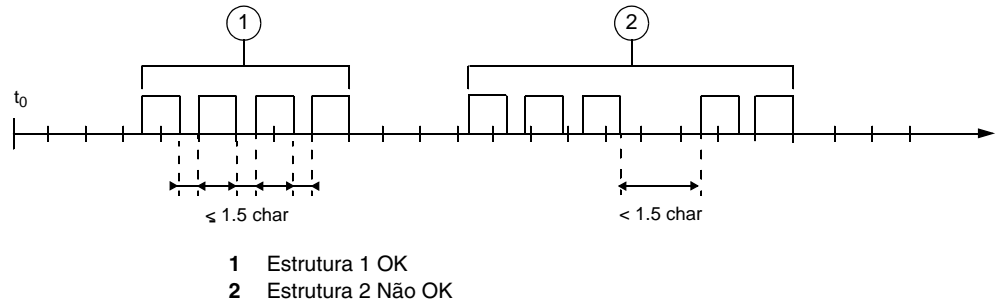 1 2
t0
≤ 1.5 char < 1.5 char
1 Estrutura 1 OK
2 Estrutura 2 Não OK